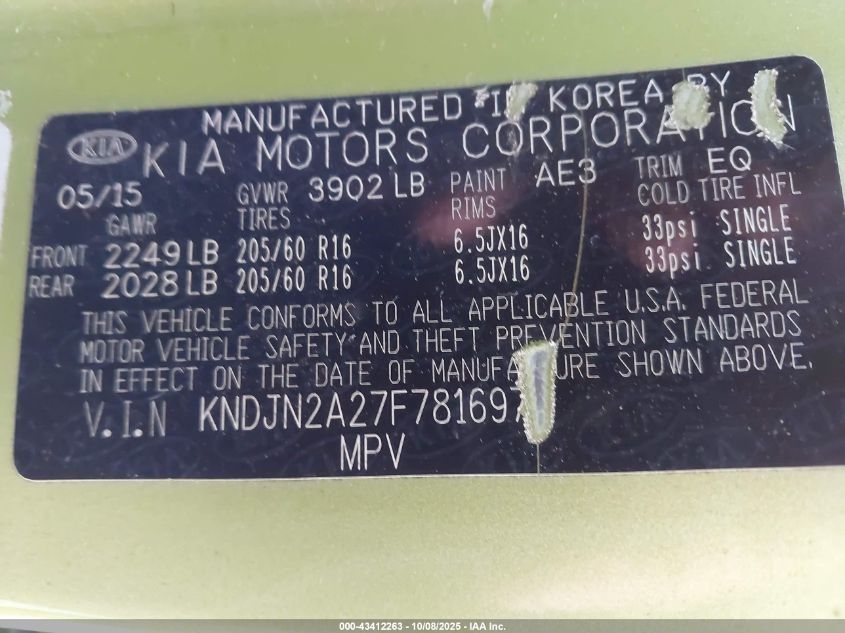 MANUFACTURED IN KOREA BY
KIA KIA MOTORS CORPORATION
05/15 GVWR 3902 LB PAINT AE3 TRIM EQ
GAWR TIRES RIMS COLD TIRE INFL
FRONT 2249 LB 205/60 R16 6.5JX16 33psi SINGLE
REAR 2028 LB 205/60 R16 6.5JX16 33psi SINGLE
THIS VEHICLE CONFORMS TO ALL APPLICABLE U.S.A. FEDERAL
MOTOR VEHICLE SAFETY AND THEFT PREVENTION STANDARDS
IN EFFECT ON THE DATE OF MANUFACTURE SHOWN ABOVE.
V.I.N KNDJN2A27F781697
MPV
000-43412263 - 10/08/2025 - IAA Inc.